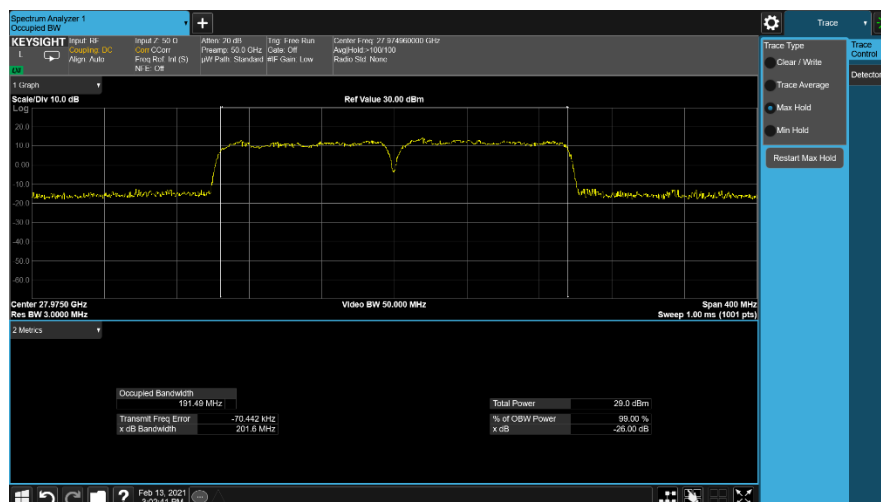 Spectrum Analyzer 1
Occupied BW
+
Trace
KEYSIGHT Input: RF Input Z: 50 Ω Atten: 20 dB Trig: Free Run Center Freq: 27.974960000 GHz
L Coupling: DC Corr CCorr Preamp: 50.0 GHz Gate: Off Avg|Hold:>100/100
Align: Auto Freq Ref: Int (S) µW Path: Standard #IF Gain: Low Radio Std: None
NFE: Off
Trace Type
Clear / Write
Trace Average
Max Hold
Min Hold
Restart Max Hold
Trace
Control
Detector
1 Graph
Scale/Div 10.0 dB Ref Value 30.00 dBm
Log
20.0
10.0
0.00
-10.0
-20.0
-30.0
-40.0
-50.0
-60.0
Center 27.9750 GHz Video BW 50.000 MHz Span 400 MHz
Res BW 3.0000 MHz Sweep 1.00 ms (1001 pts)
2 Metrics
Occupied Bandwidth
191.49 MHz
Total Power 29.0 dBm
Transmit Freq Error -70.442 kHz % of OBW Power 99.00 %
x dB Bandwidth 201.6 MHz x dB -26.00 dB
Feb 13, 2021